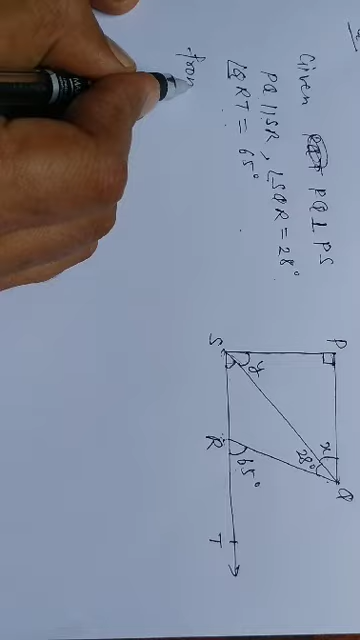 Given PQ ⊥ PS
PQ || SR, ∠SQR = 28°
∠QRT = 65°
P
Q
x
28°
y
65°
S
R
T